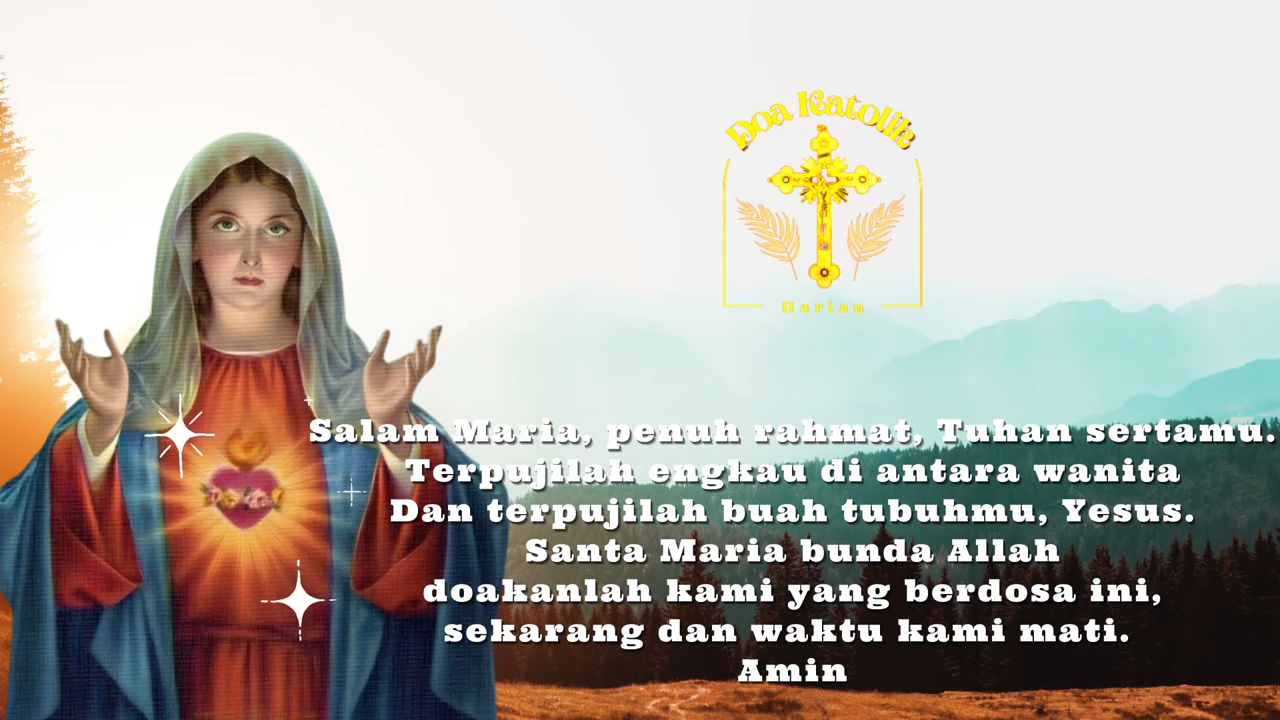 Doa Katolik
Harian
Salam Maria, penuh rahmat, Tuhan sertamu.
Terpujilah engkau di antara wanita
Dan terpujilah buah tubuhmu, Yesus.
Santa Maria bunda Allah
doakanlah kami yang berdosa ini,
sekarang dan waktu kami mati.
Amin